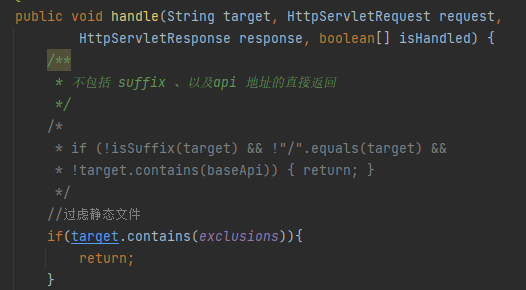 public void handle(String target, HttpServletRequest request,
HttpServletResponse response, boolean[] isHandled) {
/**
* 不包括 suffix 、以及api 地址的直接返回
*/
/*
* if (!isSuffix(target) && !"/".equals(target) &&
* !target.contains(baseApi)) { return; }
*/
//过虑静态文件
if(target.contains(exclusions)){
return;
}